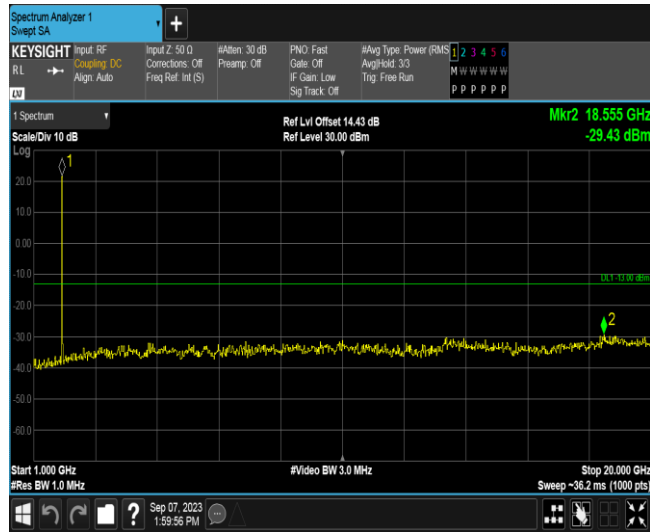 Spectrum Analyzer 1
Swept SA
KEYSIGHT
RL
LXI
Input: RF
Coupling: DC
Align: Auto
Input Z: 50 Ω
Corrections: Off
Freq Ref: Int (S)
#Atten: 30 dB
Preamp: Off
PNO: Fast
Gate: Off
IF Gain: Low
Sig Track: Off
#Avg Type: Power (RMS
Avg|Hold: 3/3
Trig: Free Run
1 2 3 4 5 6
M W W W W W
P P P P P P
1 Spectrum
Scale/Div 10 dB
Log
Ref Lvl Offset 14.43 dB
Ref Level 30.00 dBm
Mkr2 18.555 GHz
-29.43 dBm
1
20.0
10.0
0.00
-10.0
DL1 -13.00 dBm
-20.0
2
-30.0
-40.0
-50.0
-60.0
Start 1.000 GHz
#Video BW 3.0 MHz
Stop 20.000 GHz
#Res BW 1.0 MHz
Sweep ~36.2 ms (1000 pts)
?
Sep 07, 2023
1:59:56 PM